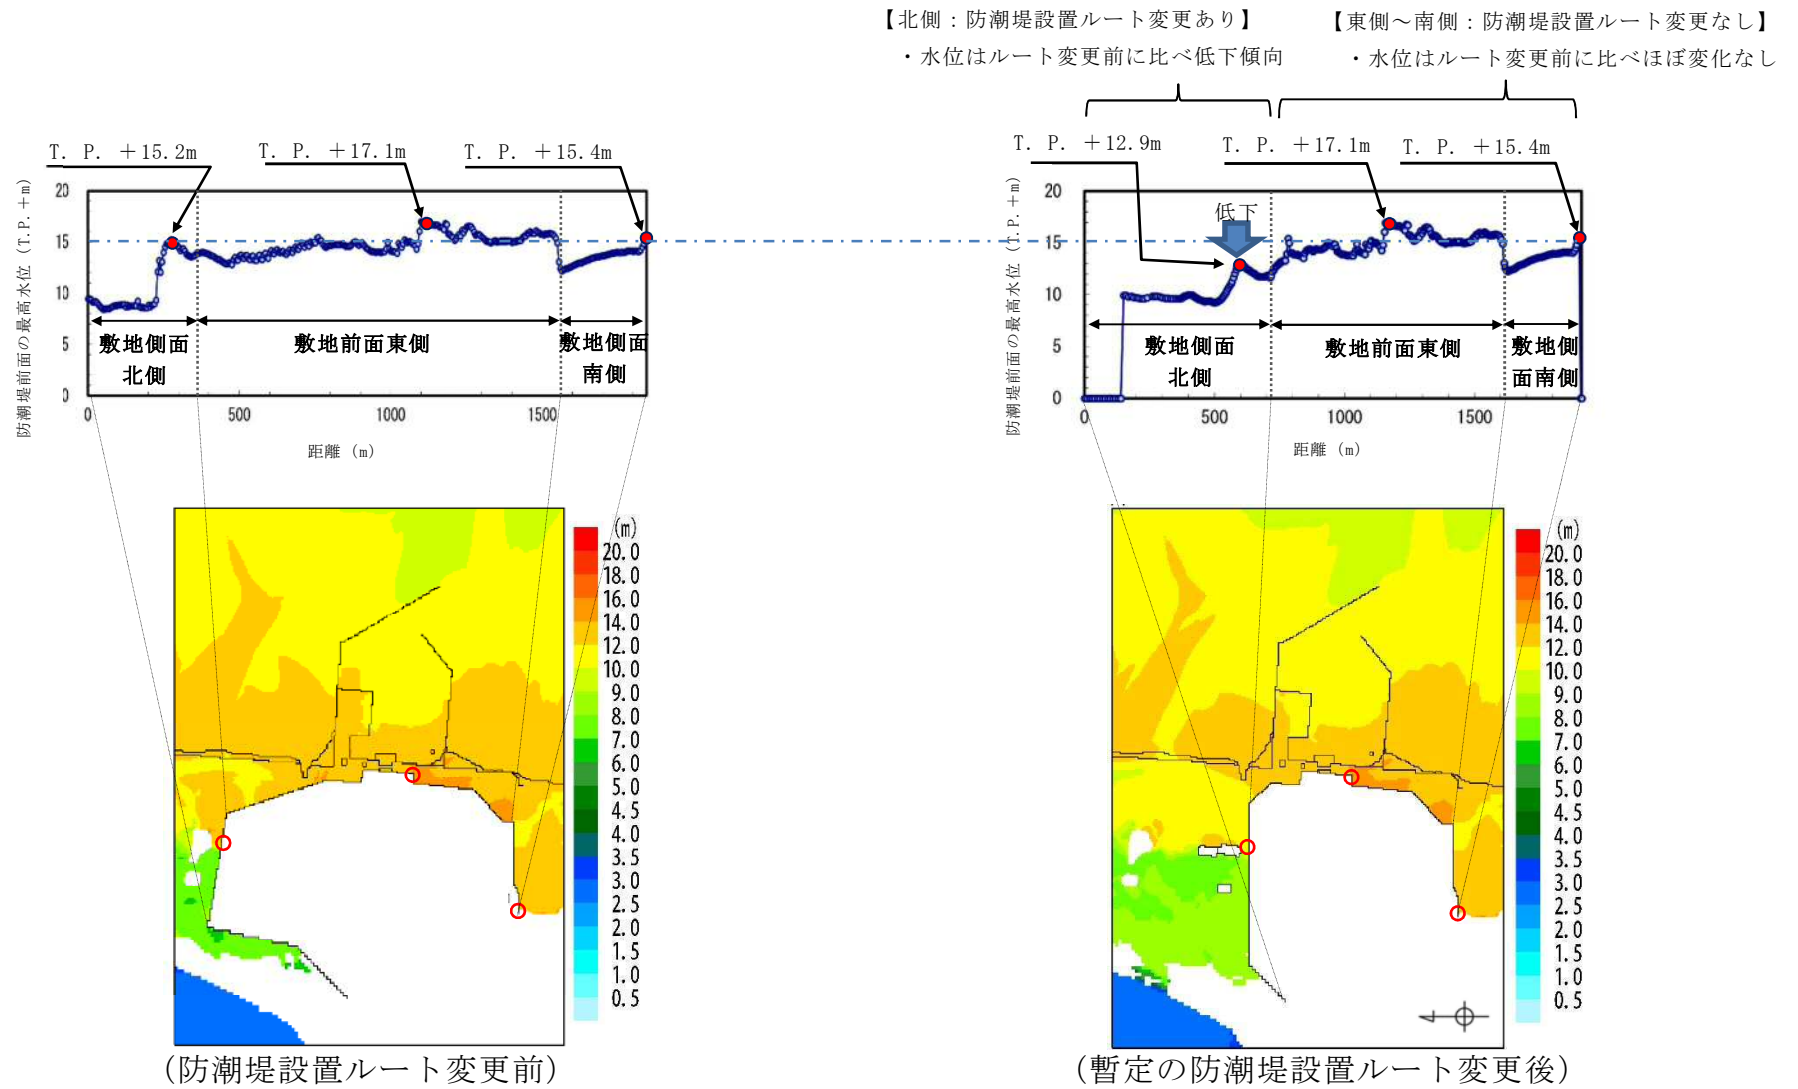 【北側：防潮堤設置ルート変更あり】
・水位はルート変更前に比べ低下傾向
【東側～南側：防潮堤設置ルート変更なし】
・水位はルート変更前に比べほぼ変化なし
T. P. ＋15.2m
T. P. ＋17.1m
T. P. ＋15.4m
防潮堤前面の最高水位（T.P.＋m）
20
15
10
5
0
敷地側面
北側
敷地前面東側
敷地側面
南側
0
500
1000
1500
距離（m）
T. P. ＋12.9m
T. P. ＋17.1m
T. P. ＋15.4m
防潮堤前面の最高水位（T.P.＋m）
20
15
10
5
0
低下
敷地側面
北側
敷地前面東側
敷地側
面南側
0
500
1000
1500
距離（m）
(m)
20.0
18.0
16.0
14.0
12.0
10.0
9.0
8.0
7.0
6.0
5.0
4.5
4.0
3.5
3.0
2.5
2.0
1.5
1.0
0.5
（防潮堤設置ルート変更前）
(m)
20.0
18.0
16.0
14.0
12.0
10.0
9.0
8.0
7.0
6.0
5.0
4.5
4.0
3.5
3.0
2.5
2.0
1.5
1.0
0.5
（暫定の防潮堤設置ルート変更後）